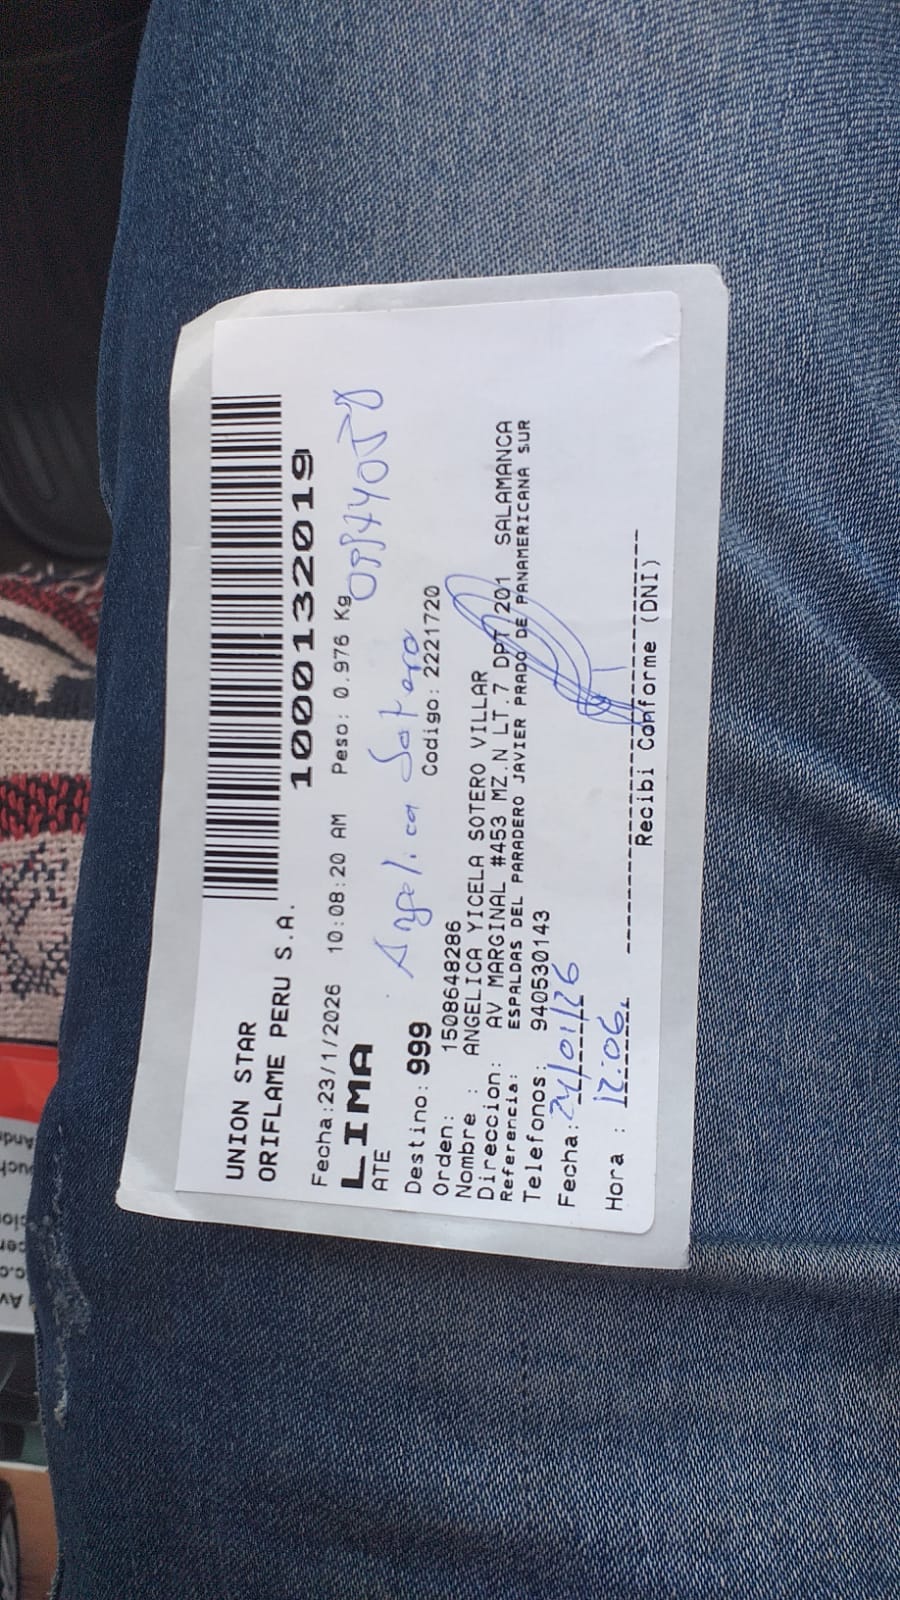 UNION STAR
ORIFLAME PERU S.A.
1000132019
Fecha:23/1/2026 10:08:20 AM Peso: 0.976 Kg
LIMA
ATE
Angelica Sotero
Destino: 999 Codigo: 2221720
Orden: 1508648286
Nombre : ANGELICA YICELA SOTERO VILLAR
Direccion: AV MARGINAL #453 MZ.N LT.7 DPT 201 SALAMANCA
Referencia: ESPALDAS DEL PARADERO JAVIER PRADO DE PANAMERICANA SUR
Telefonos: 940530143
Fecha: 24/01/26
Hora : 12:06
Recibi Conforme (DNI)
Av